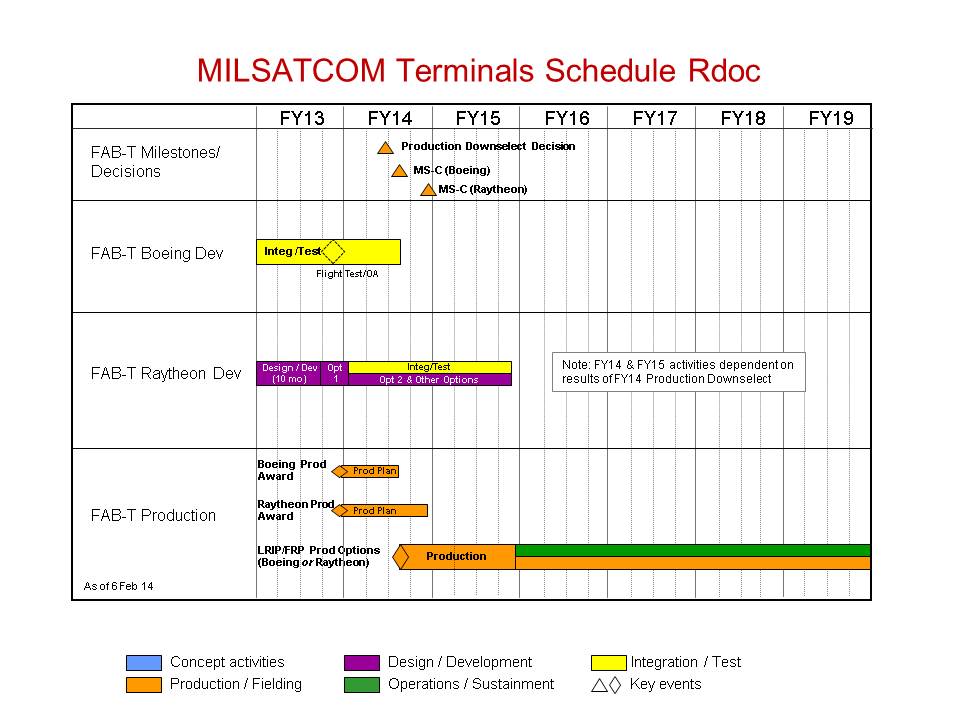 MILSATCOM Terminals Schedule Rdoc
FY13 FY14 FY15 FY16 FY17 FY18 FY19
FAB-T Milestones/
Decisions
Production Downselect Decision
MS-C (Boeing)
MS-C (Raytheon)
FAB-T Boeing Dev
Integ /Test
Flight Test/OA
FAB-T Raytheon Dev
Design / Dev
(10 mo)
Opt
1
Integ/Test
Opt 2 & Other Options
Note: FY14 & FY15 activities dependent on
results of FY14 Production Downselect
FAB-T Production
Boeing Prod
Award
Prod Plan
Raytheon Prod
Award
Prod Plan
LRIP/FRP Prod Options
(Boeing or Raytheon)
Production
As of 6 Feb 14
Concept activities
Design / Development
Integration / Test
Production / Fielding
Operations / Sustainment
Key events